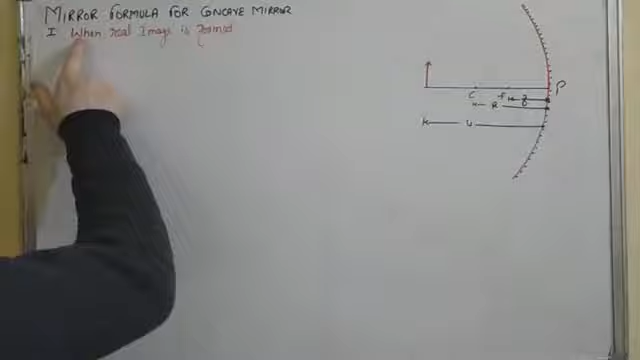 MIRROR FORMULA FOR CONCAVE MIRROR
I When real Image is formed
P
C F
R
u